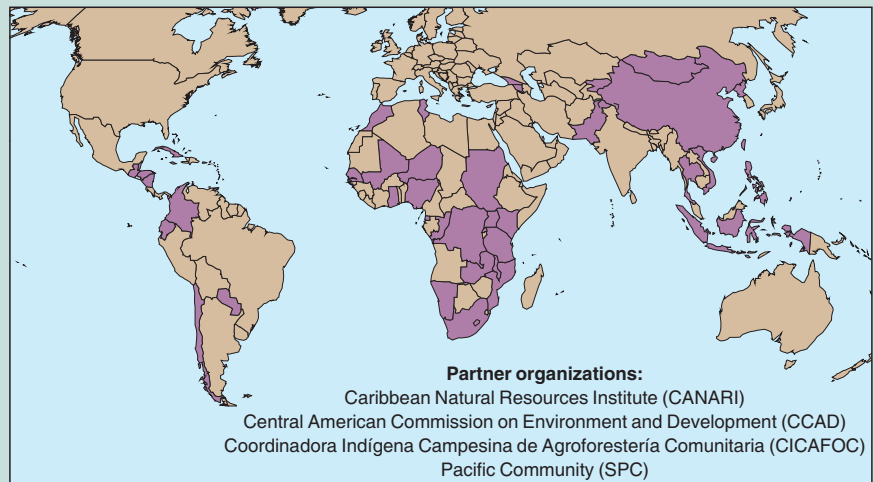 Partner organizations:
Caribbean Natural Resources Institute (CANARI)
Central American Commission on Environment and Development (CCAD)
Coordinadora Indígena Campesina de Agroforestería Comunitaria (CICAFOC)
Pacific Community (SPC)